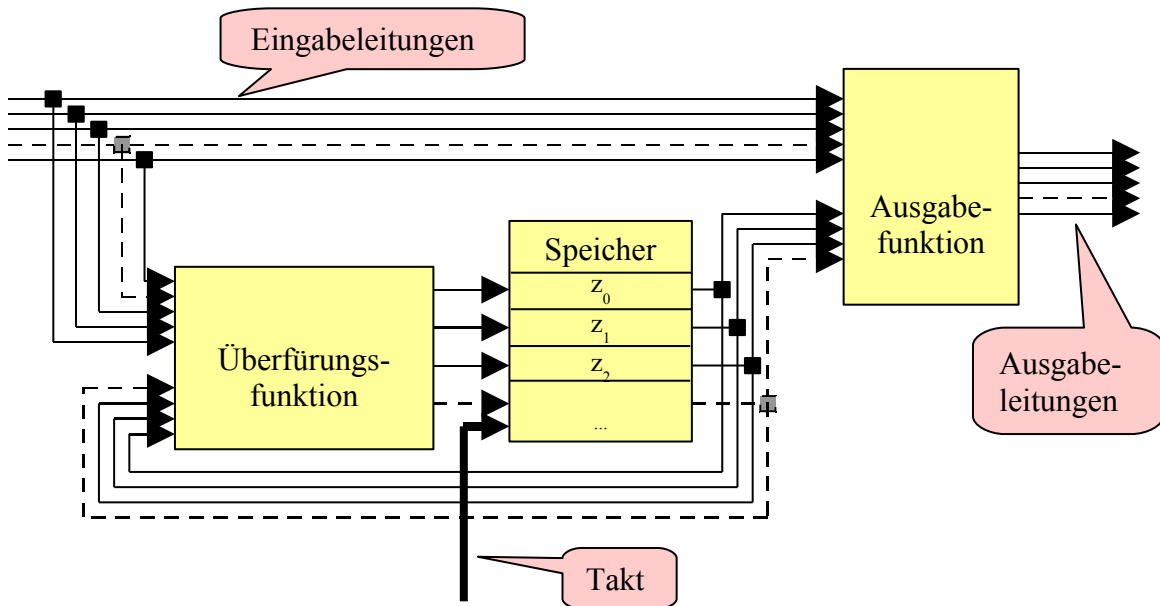 Eingabeleitungen
Ausgabe-
funktion
Speicher
z0
z1
z2
...
Überfürungs-
funktion
Ausgabe-
leitungen
Takt